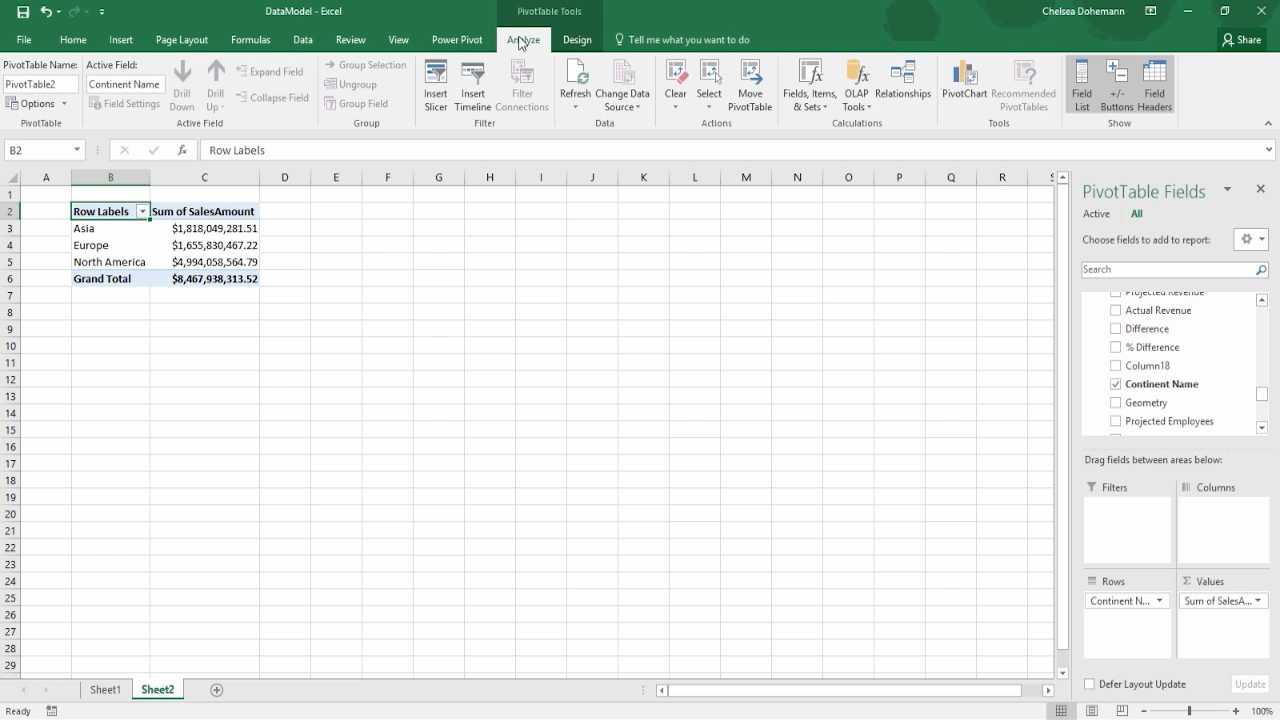 DataModel - Excel
PivotTable Tools
Chelsea Dohemann
File Home Insert Page Layout Formulas Data Review View Power Pivot Analyze Design Tell me what you want to do Share
PivotTable Name:
PivotTable2
Options
PivotTable
Active Field:
Continent Name
Field Settings
Drill Down
Drill Up
Expand Field
Collapse Field
Active Field
Group Selection
Ungroup
Group Field
Group
Insert Slicer
Insert Timeline
Filter Connections
Filter
Refresh
Change Data Source
Data
Clear
Select
Move PivotTable
Actions
Fields, Items, & Sets
OLAP Tools
Relationships
Calculations
PivotChart
Recommended PivotTables
Tools
Field List
+/- Buttons
Field Headers
Show
B2
fx
Row Labels
A B C D E F G H I J K L M N O P Q R
1
2 Row Labels Sum of SalesAmount
3 Asia $1,818,049,281.51
4 Europe $1,655,830,467.22
5 North America $4,994,058,564.79
6 Grand Total $8,467,938,313.52
7
8
9
10
11
12
13
14
15
16
17
18
19
20
21
22
23
24
25
26
27
28
29
PivotTable Fields
Active All
Choose fields to add to report:
Search
Projected Revenue
Actual Revenue
Difference
% Difference
Column18
Continent Name
Geometry
Projected Employees
Drag fields between areas below:
Filters
Columns
Rows
Values
Continent N...
Sum of SalesA...
Defer Layout Update
Update
Sheet1 Sheet2
Ready
100%